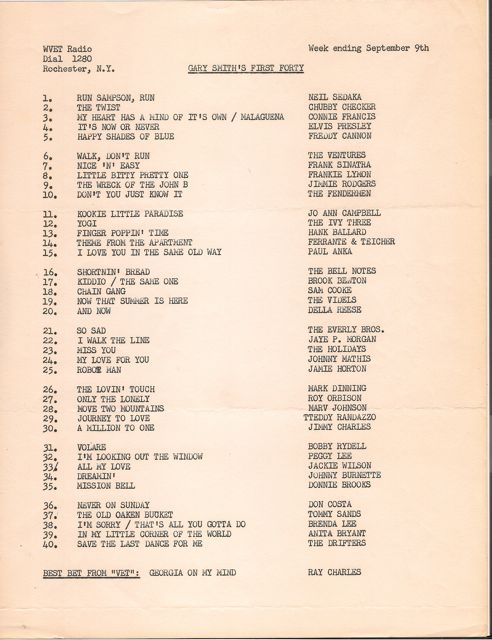 WVET Radio Week ending September 9th
Dial 1280
Rochester, N.Y. GARY SMITH'S FIRST FORTY
1. RUN SAMPSON, RUN NEIL SEDAKA
2. THE TWIST CHUBBY CHECKER
3. MY HEART HAS A MIND OF IT'S OWN / MALAGUENA CONNIE FRANCIS
4. IT'S NOW OR NEVER ELVIS PRESLEY
5. HAPPY SHADES OF BLUE FREDDY CANNON
6. WALK, DON'T RUN THE VENTURES
7. NICE 'N' EASY FRANK SINATRA
8. LITTLE BITTY PRETTY ONE FRANKIE LYMON
9. THE WRECK OF THE JOHN B JIMMIE RODGERS
10. DON'T YOU JUST KNOW IT THE FENDERMEN
11. KOOKIE LITTLE PARADISE JO ANN CAMPBELL
12. YOGI THE IVY THREE
13. FINGER POPPIN' TIME HANK BALLARD
14. THEME FROM THE APARTMENT FERRANTE & TEICHER
15. I LOVE YOU IN THE SAME OLD WAY PAUL ANKA
16. SHORTNIN' BREAD THE BELL NOTES
17. KIDDIO / THE SAME ONE BROOK BENTON
18. CHAIN GANG SAM COOKE
19. NOW THAT SUMMER IS HERE THE VIDELS
20. AND NOW DELLA REESE
21. SO SAD THE EVERLY BROS.
22. I WALK THE LINE JAYE P. MORGAN
23. MISS YOU THE HOLIDAYS
24. MY LOVE FOR YOU JOHNNY MATHIS
25. ROBOT MAN JAMIE HORTON
26. THE LOVIN' TOUCH MARK DINNING
27. ONLY THE LONELY ROY ORBISON
28. MOVE TWO MOUNTAINS MARV JOHNSON
29. JOURNEY TO LOVE TTEDDY RANDAZZO
30. A MILLION TO ONE JIMMY CHARLES
31. VOLARE BOBBY RYDELL
32. I'M LOOKING OUT THE WINDOW PEGGY LEE
33/ ALL MY LOVE JACKIE WILSON
34. DREAMIN' JOHNNY BURNETTE
35. MISSION BELL DONNIE BROOKS
36. NEVER ON SUNDAY DON COSTA
37. THE OLD OAKEN BUCKET TOMMY SANDS
38. I'M SORRY / THAT'S ALL YOU GOTTA DO BRENDA LEE
39. IN MY LITTLE CORNER OF THE WORLD ANITA BRYANT
40. SAVE THE LAST DANCE FOR ME THE DRIFTERS
BEST BET FROM "VET": GEORGIA ON MY MIND RAY CHARLES